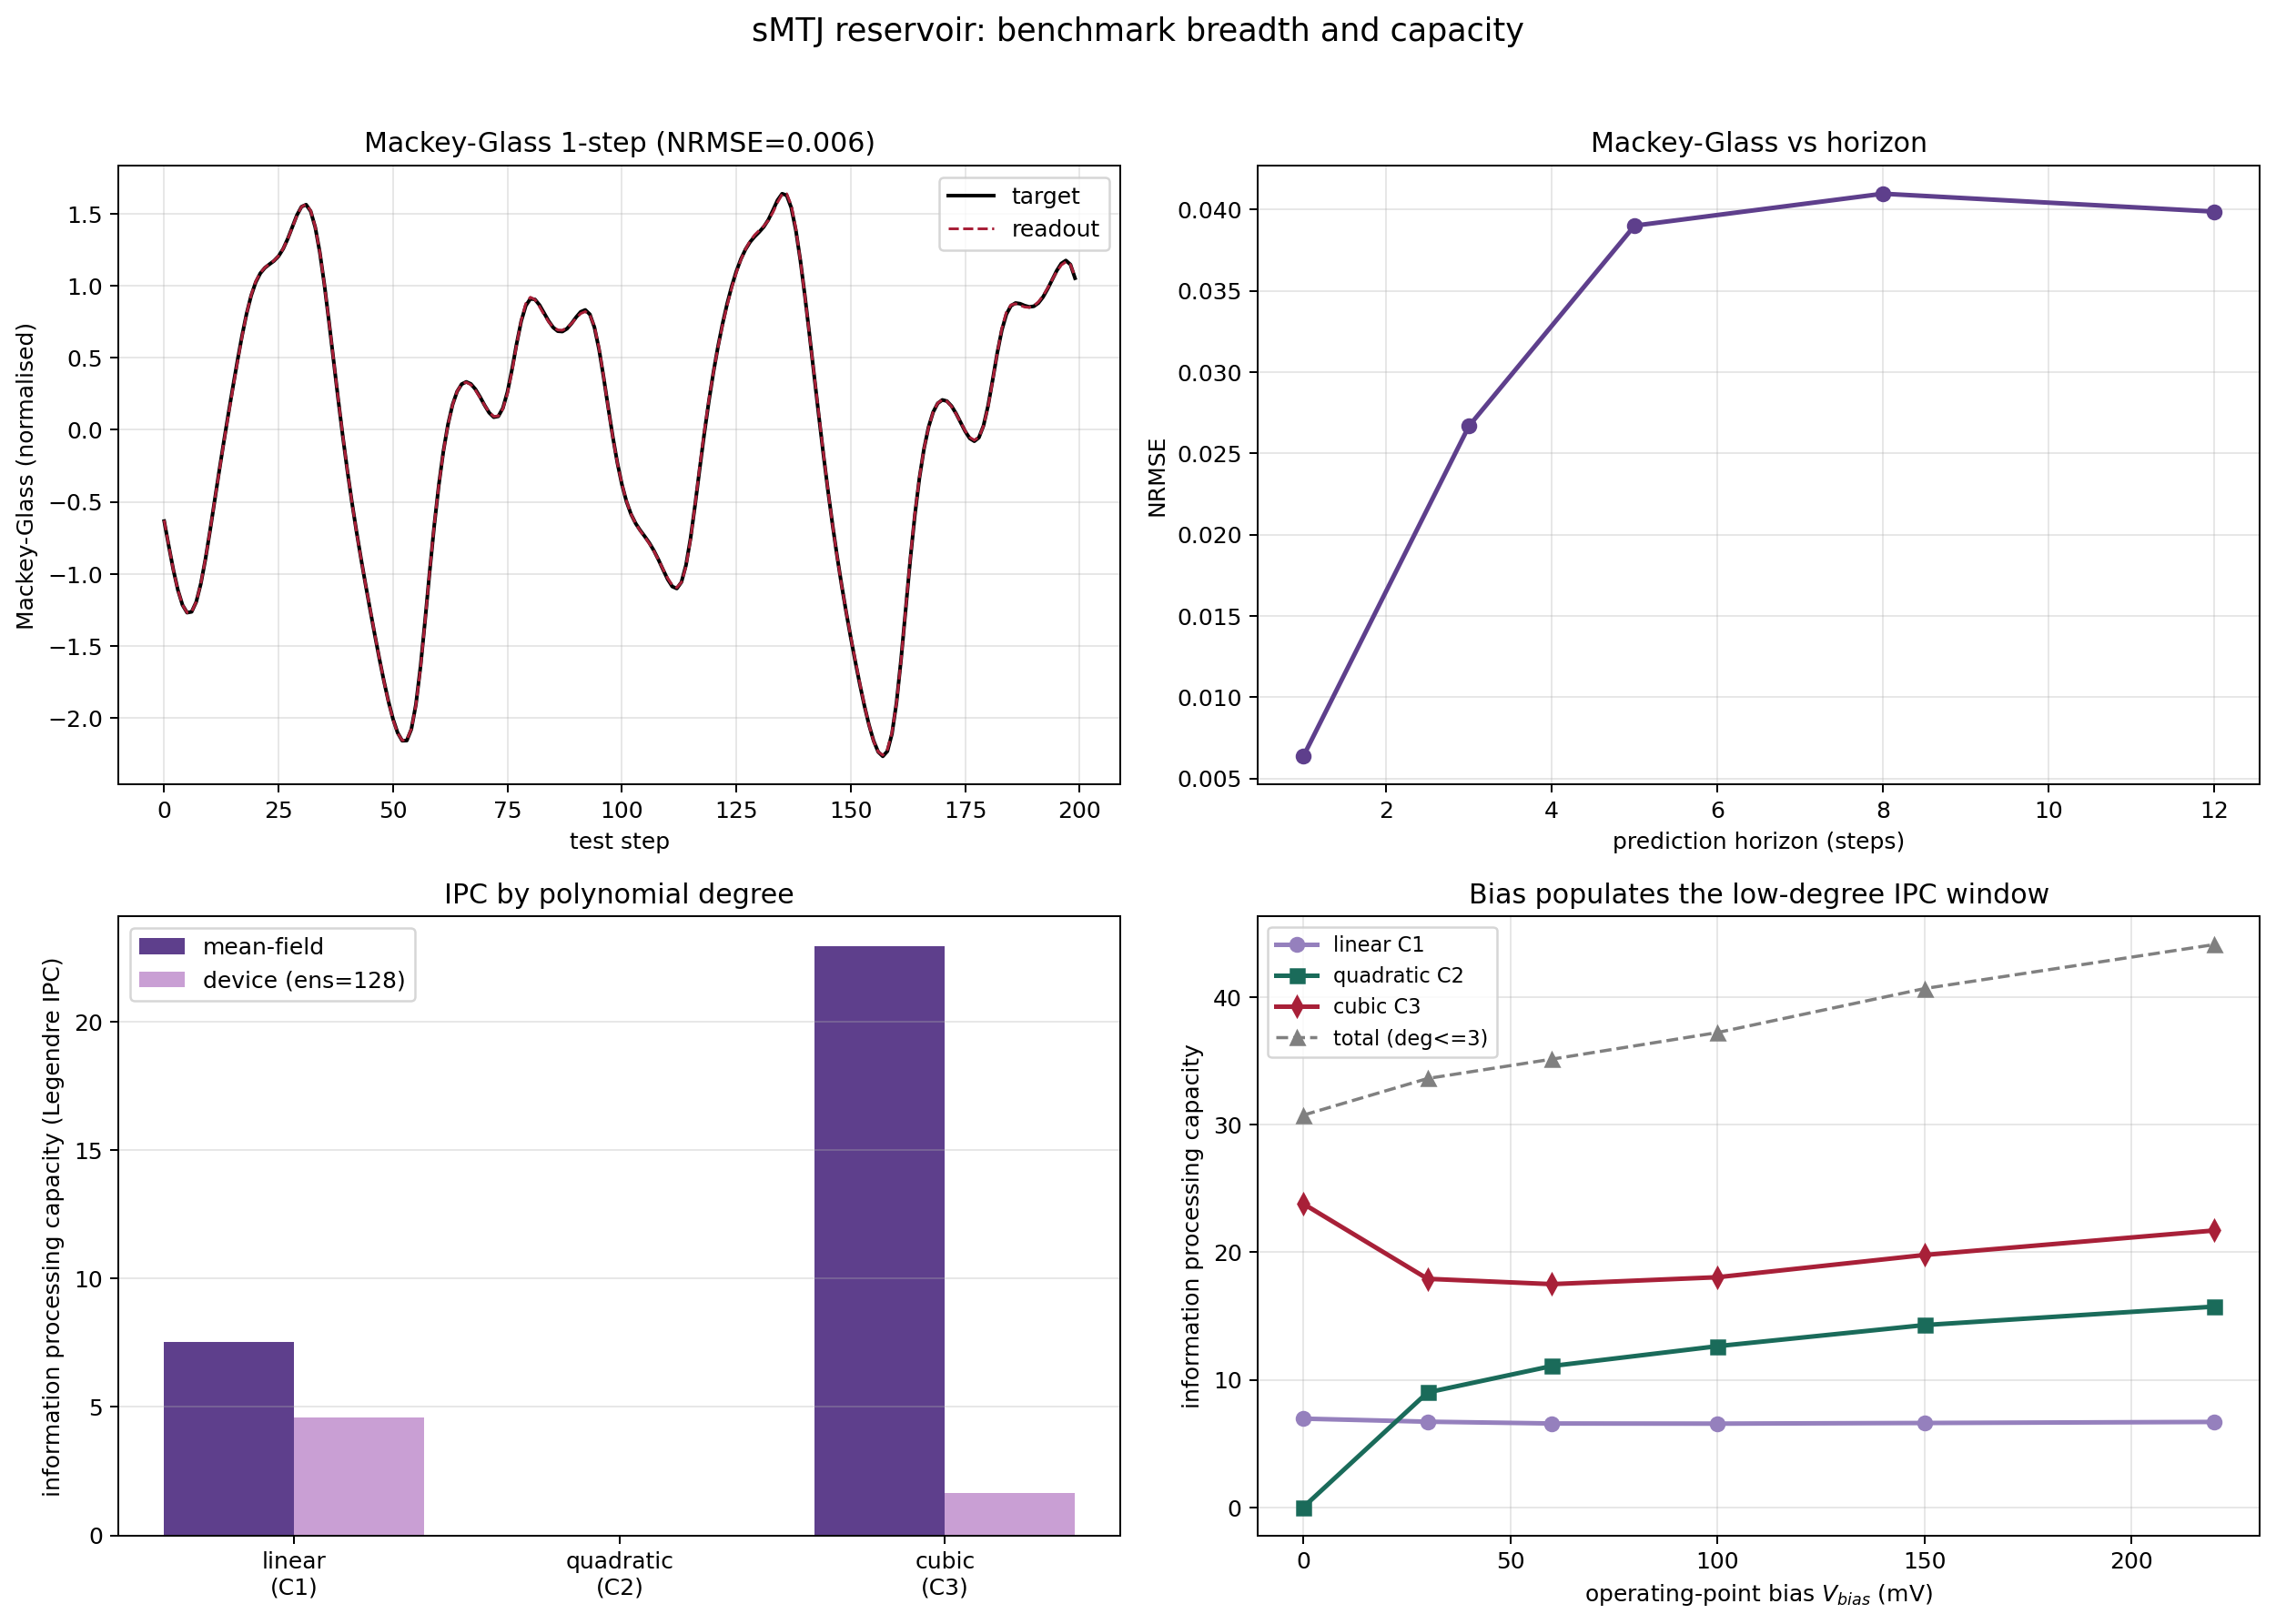 sMTJ reservoir: benchmark breadth and capacity
Mackey-Glass 1-step (NRMSE=0.006)
target
readout
Mackey-Glass (normalised)
1.5
1.0
0.5
0.0
−0.5
−1.0
−1.5
−2.0
0 25 50 75 100 125 150 175 200
test step
Mackey-Glass vs horizon
NRMSE
0.040
0.035
0.030
0.025
0.020
0.015
0.010
0.005
2 4 6 8 10 12
prediction horizon (steps)
IPC by polynomial degree
mean-field
device (ens=128)
information processing capacity (Legendre IPC)
20
15
10
5
0
linear quadratic cubic
(C1) (C2) (C3)
Bias populates the low-degree IPC window
linear C1
quadratic C2
cubic C3
total (deg<=3)
information processing capacity
40
30
20
10
0
0 50 100 150 200
operating-point bias V_bias (mV)